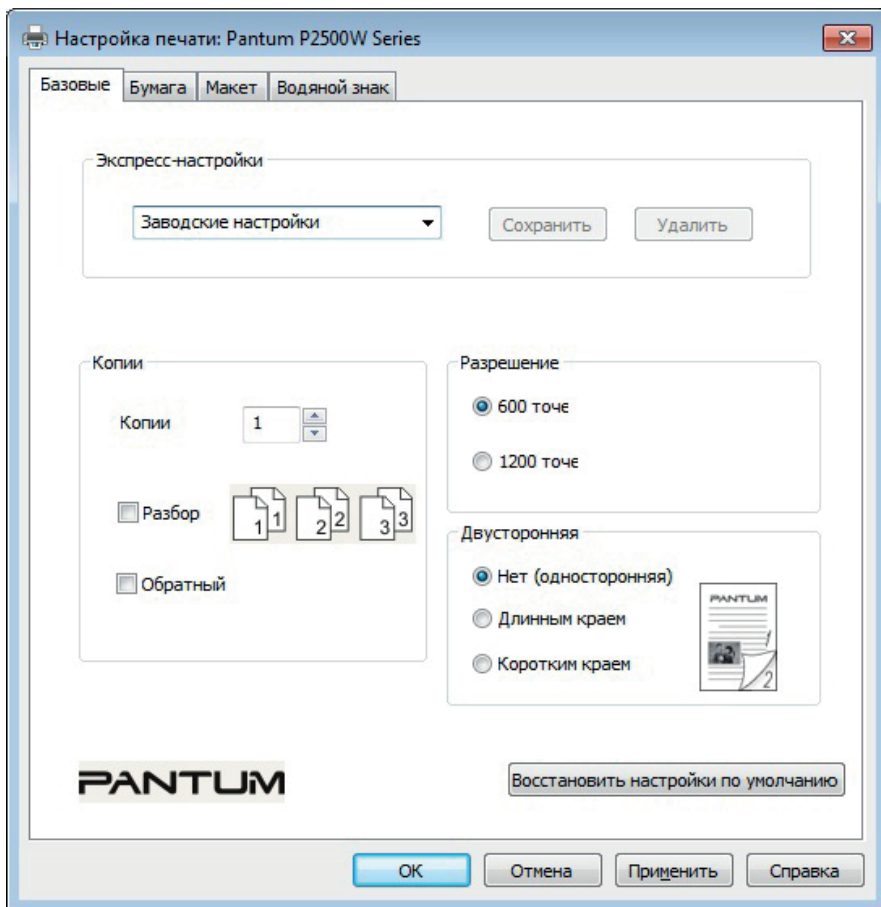 Настройка печати: Pantum P2500W Series
Базовые Бумага Макет Водяной знак
Экспресс-настройки
Заводские настройки Сохранить Удалить
Копии
Копии 1
Разбор 1 1 2 2 3 3
Обратный
Разрешение
600 точе
1200 точе
Двусторонняя
Нет (односторонняя)
Длинным краем
Коротким краем
PANTUM
1
2
PANTUM
Восстановить настройки по умолчанию
OK Отмена Применить Справка